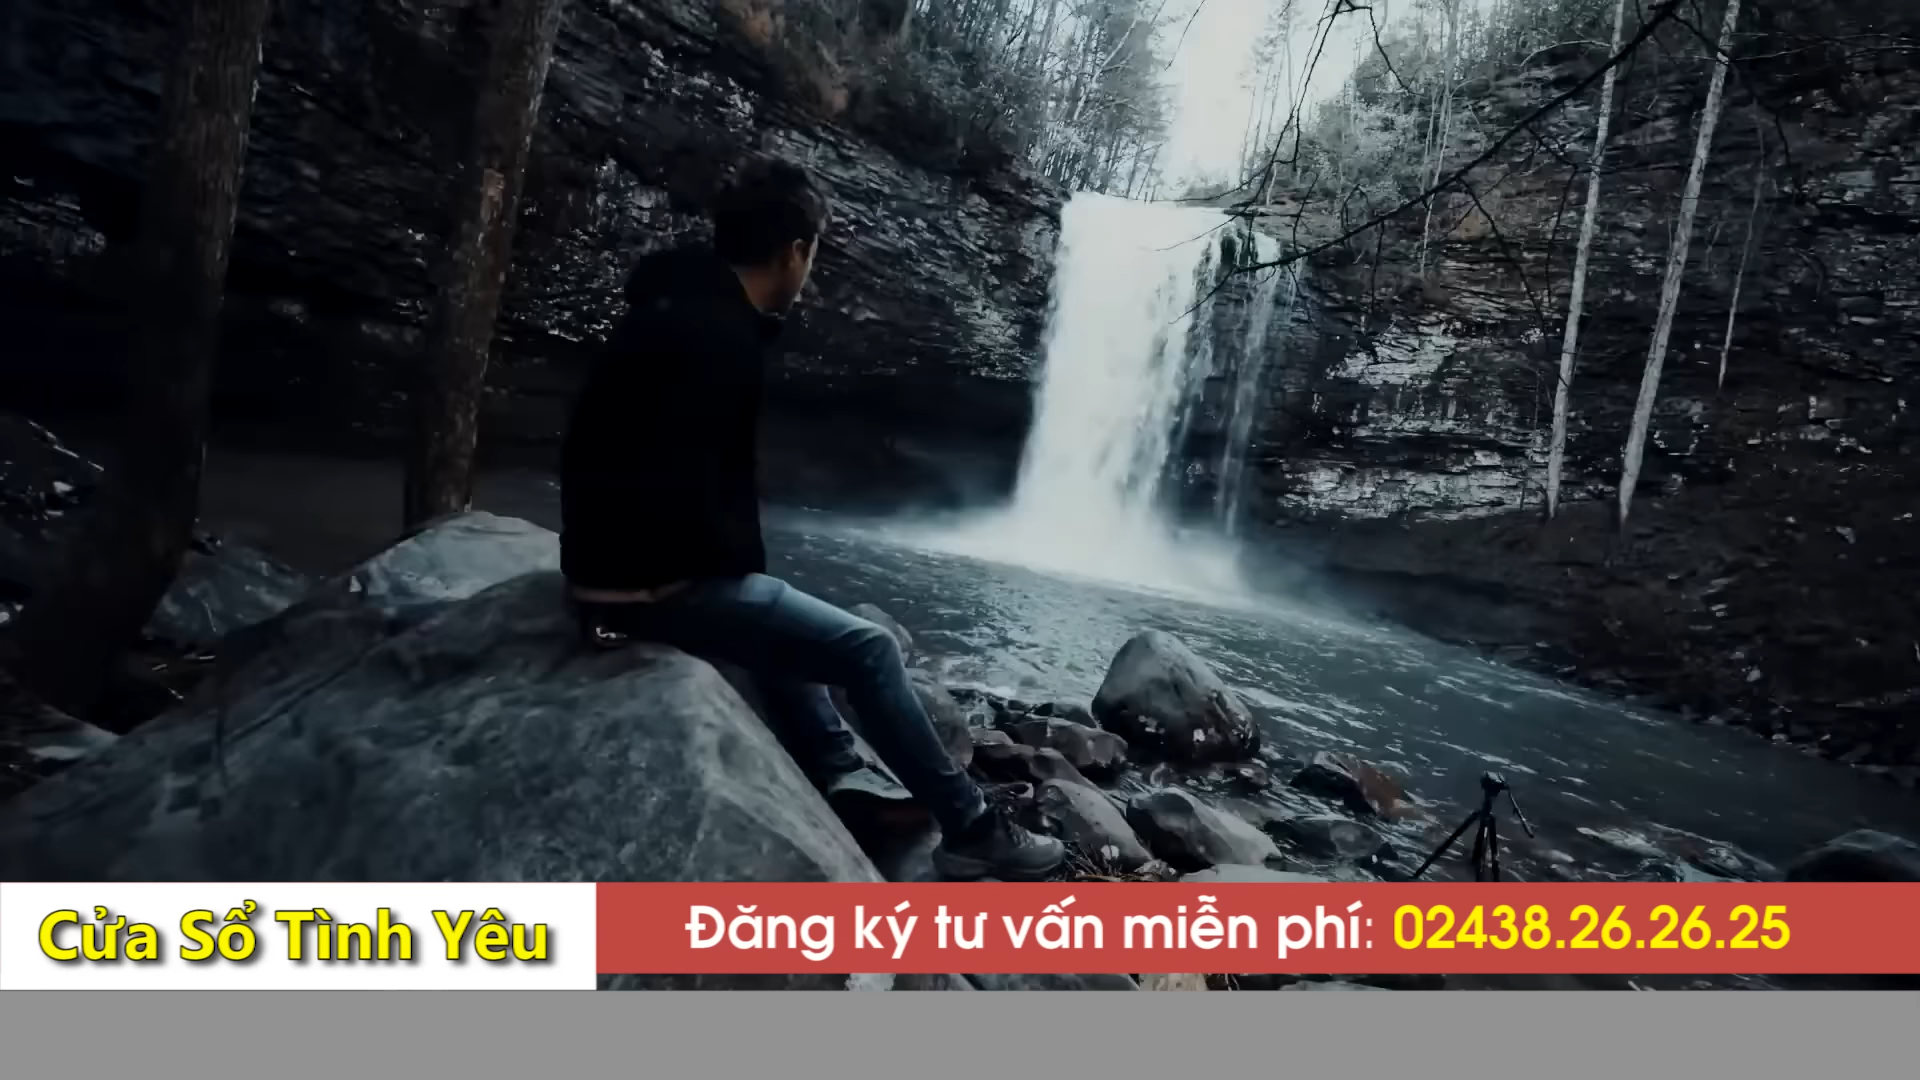 Cửa Sổ Tình Yêu
Đăng ký tư vấn miễn phí: 02438.26.26.25